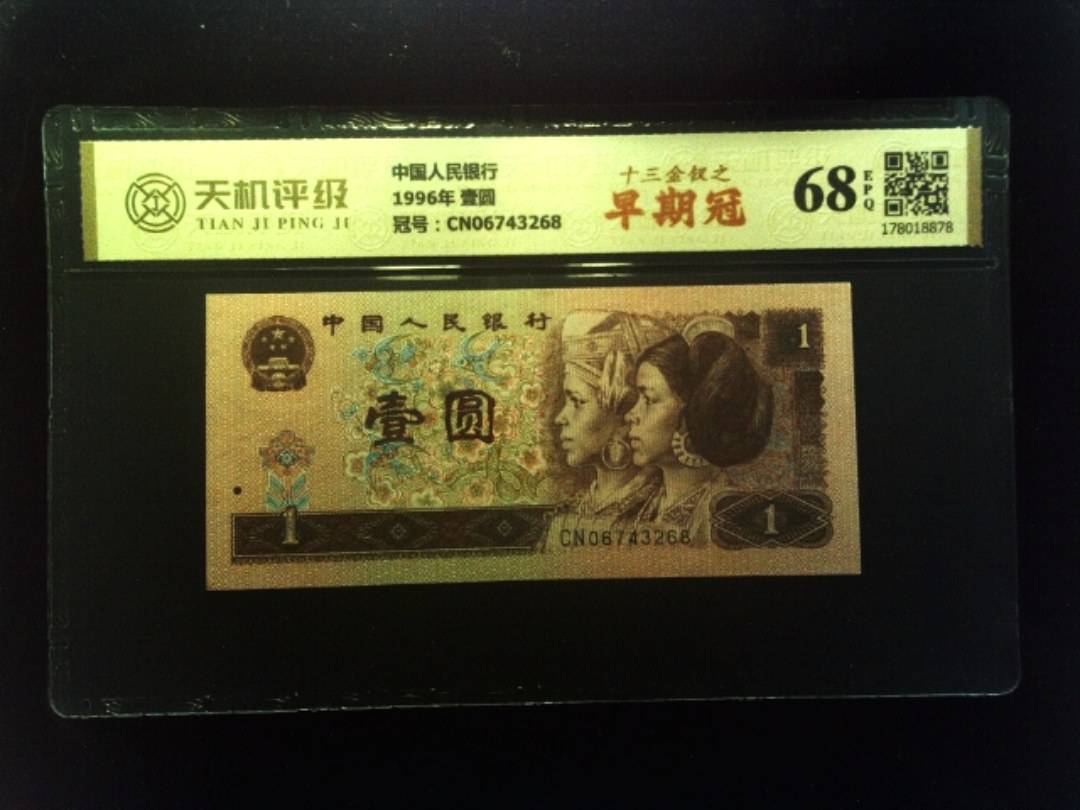 天机评级
TIAN JI PING JI
中国人民银行
1996年 壹圆
冠号：CN06743268
十三金钗之
早期冠
68
EPQ
178018878
中国人民银行
1
壹圆
1
CN06743268
1